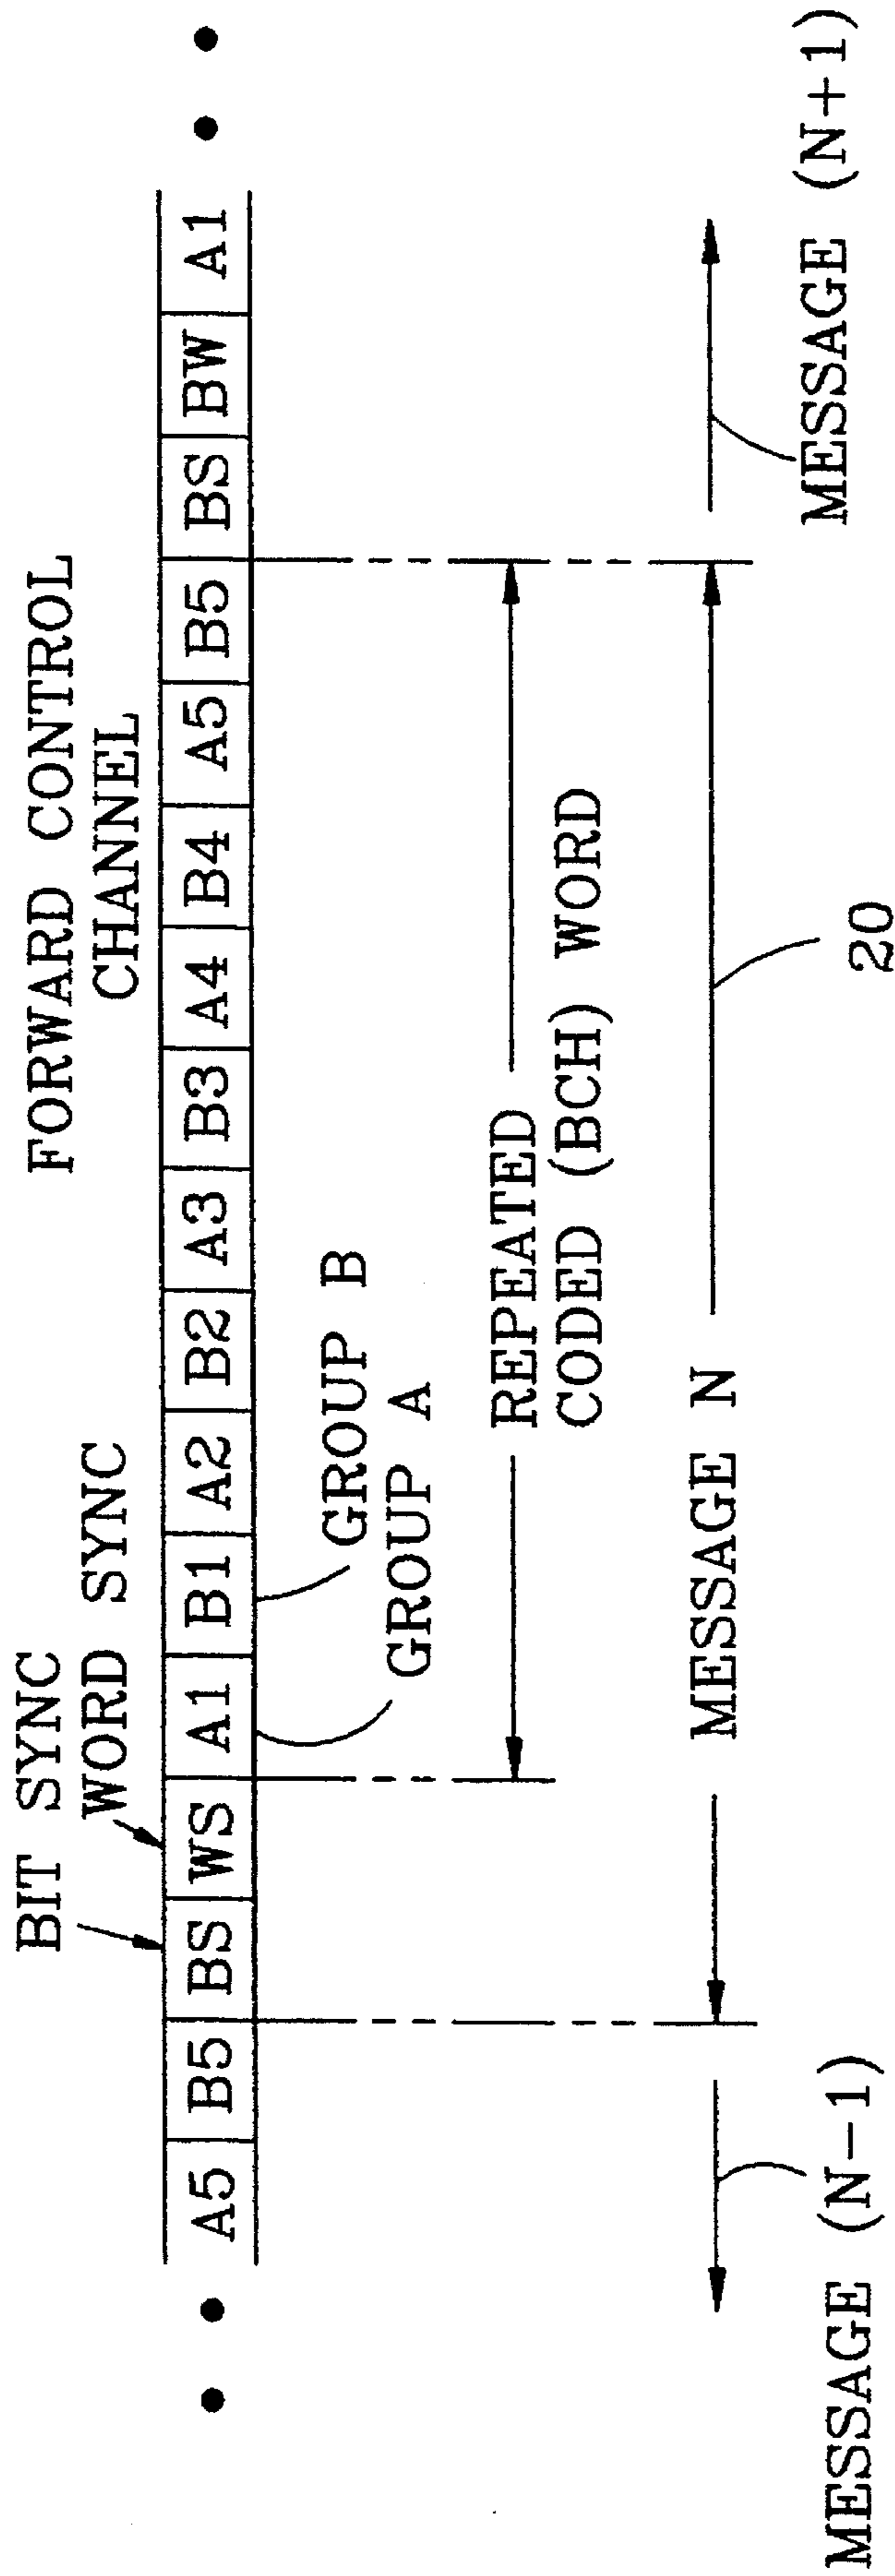 FORWARD CONTROL
CHANNEL
BIT SYNC
WORD SYNC
A5 B5 BS WS A1 B1 A2 B2 A3 B3 A4 B4 A5 B5 BS BW A1
GROUP B
GROUP A
REPEATED
CODED (BCH) WORD
MESSAGE N
MESSAGE (N-1)
20
MESSAGE (N+1)